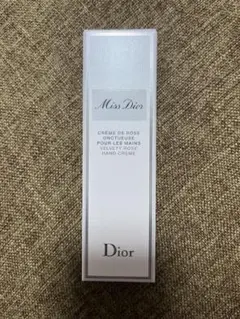 Miss Dior
CRÈME DE ROSE
ONCTUEUSE
POUR LES MAINS
VELVETY ROSE
HAND CREME
Dior